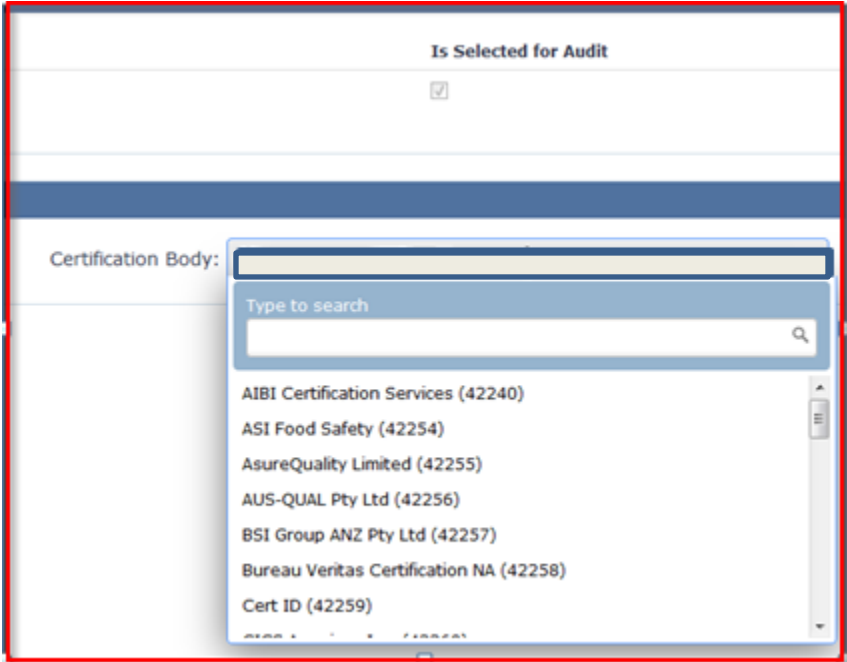 Is Selected for Audit
Certification Body:
Type to search
AIBI Certification Services (42240)
ASI Food Safety (42254)
AsureQuality Limited (42255)
AUS-QUAL Pty Ltd (42256)
BSI Group ANZ Pty Ltd (42257)
Bureau Veritas Certification NA (42258)
Cert ID (42259)